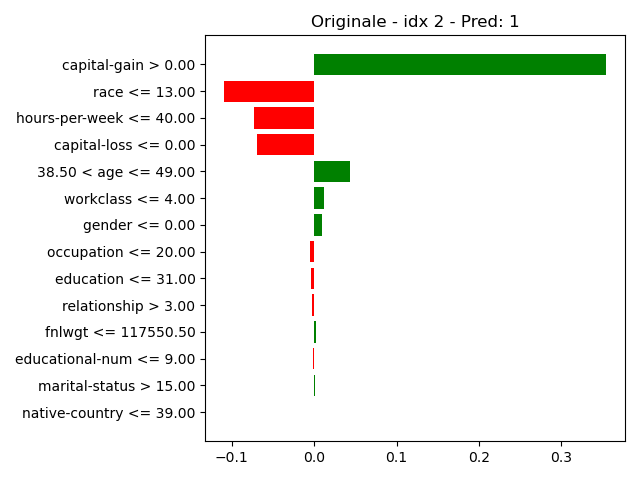 Originale - idx 2 - Pred: 1
capital-gain > 0.00
race <= 13.00
hours-per-week <= 40.00
capital-loss <= 0.00
38.50 < age <= 49.00
workclass <= 4.00
gender <= 0.00
occupation <= 20.00
education <= 31.00
relationship > 3.00
fnlwgt <= 117550.50
educational-num <= 9.00
marital-status > 15.00
native-country <= 39.00
−0.1 0.0 0.1 0.2 0.3